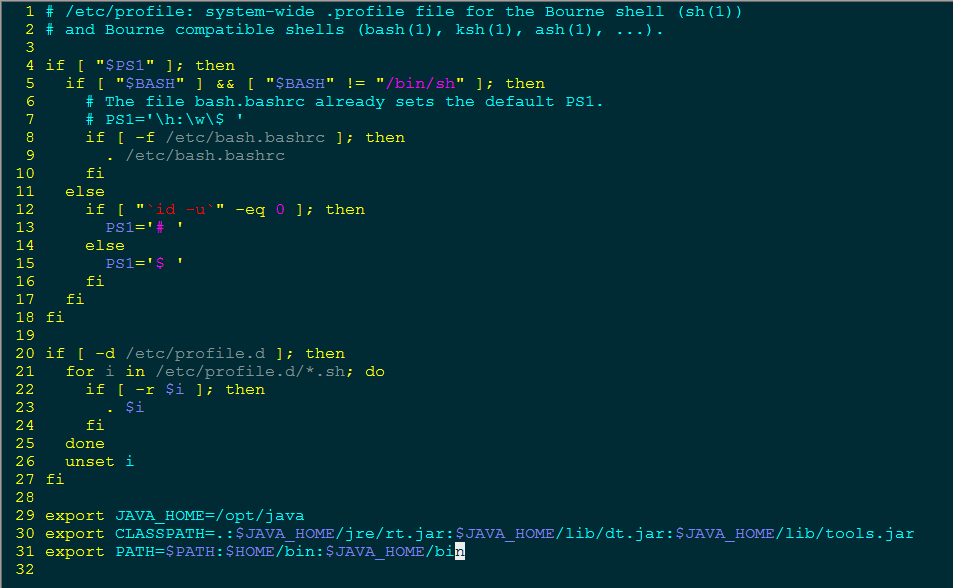 1 # /etc/profile: system-wide .profile file for the Bourne shell (sh(1))
2 # and Bourne compatible shells (bash(1), ksh(1), ash(1), ...).
3
4 if [ "$PS1" ]; then
5   if [ "$BASH" ] && [ "$BASH" != "/bin/sh" ]; then
6     # The file bash.bashrc already sets the default PS1.
7     # PS1='\h:\w\$ '
8     if [ -f /etc/bash.bashrc ]; then
9       . /etc/bash.bashrc
10     fi
11   else
12     if [ "`id -u`" -eq 0 ]; then
13       PS1='# '
14     else
15       PS1='$ '
16     fi
17   fi
18 fi
19
20 if [ -d /etc/profile.d ]; then
21   for i in /etc/profile.d/*.sh; do
22     if [ -r $i ]; then
23       . $i
24     fi
25   done
26   unset i
27 fi
28
29 export JAVA_HOME=/opt/java
30 export CLASSPATH=.:$JAVA_HOME/jre/rt.jar:$JAVA_HOME/lib/dt.jar:$JAVA_HOME/lib/tools.jar
31 export PATH=$PATH:$HOME/bin:$JAVA_HOME/bin
32